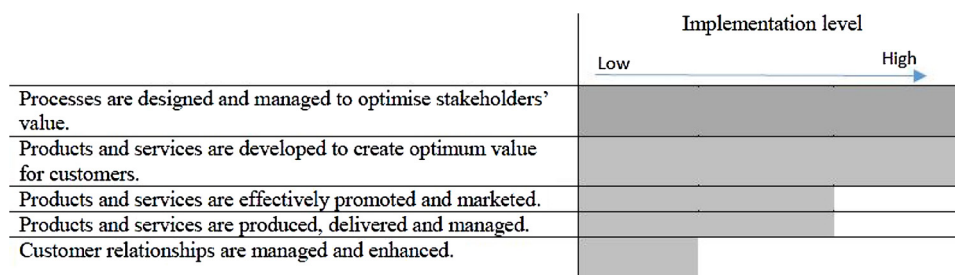 Implementation level
Low
High
Processes are designed and managed to optimise stakeholders’
value.
Products and services are developed to create optimum value
for customers.
Products and services are effectively promoted and marketed.
Products and services are produced, delivered and managed.
Customer relationships are managed and enhanced.